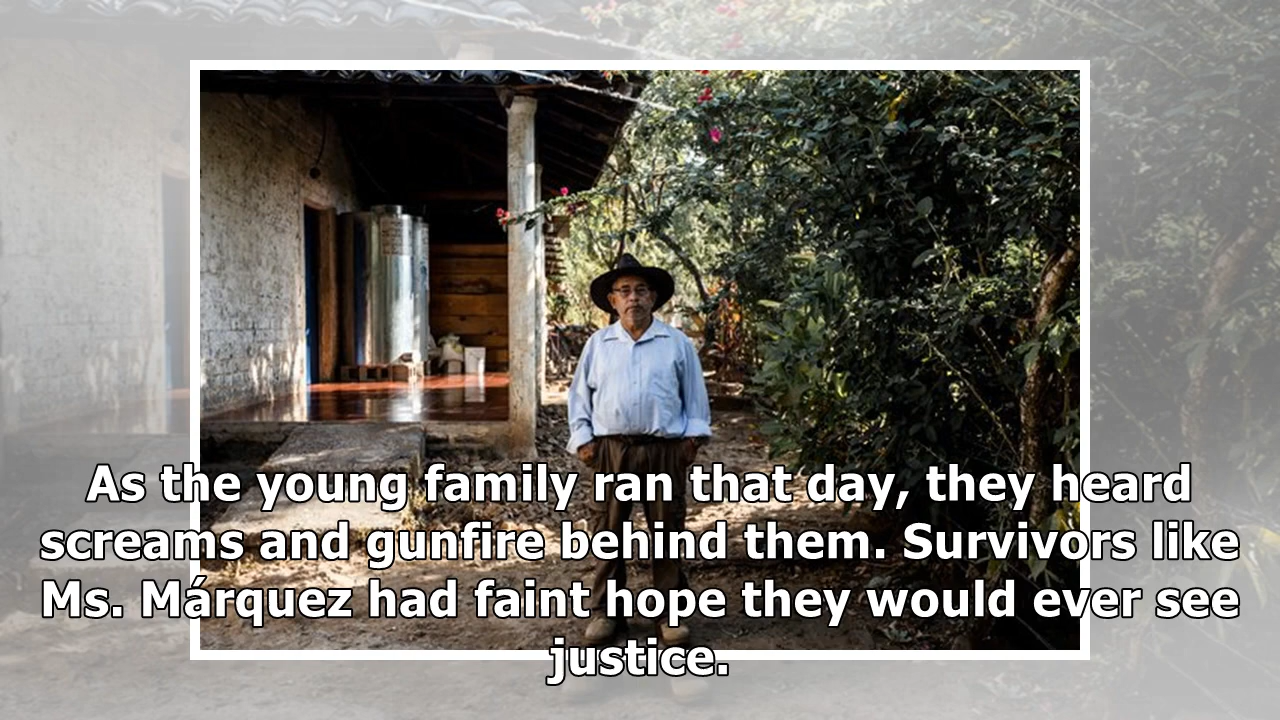 As the young family ran that day, they heard
screams and gunfire behind them. Survivors like
Ms. Márquez had faint hope they would ever see
justice.